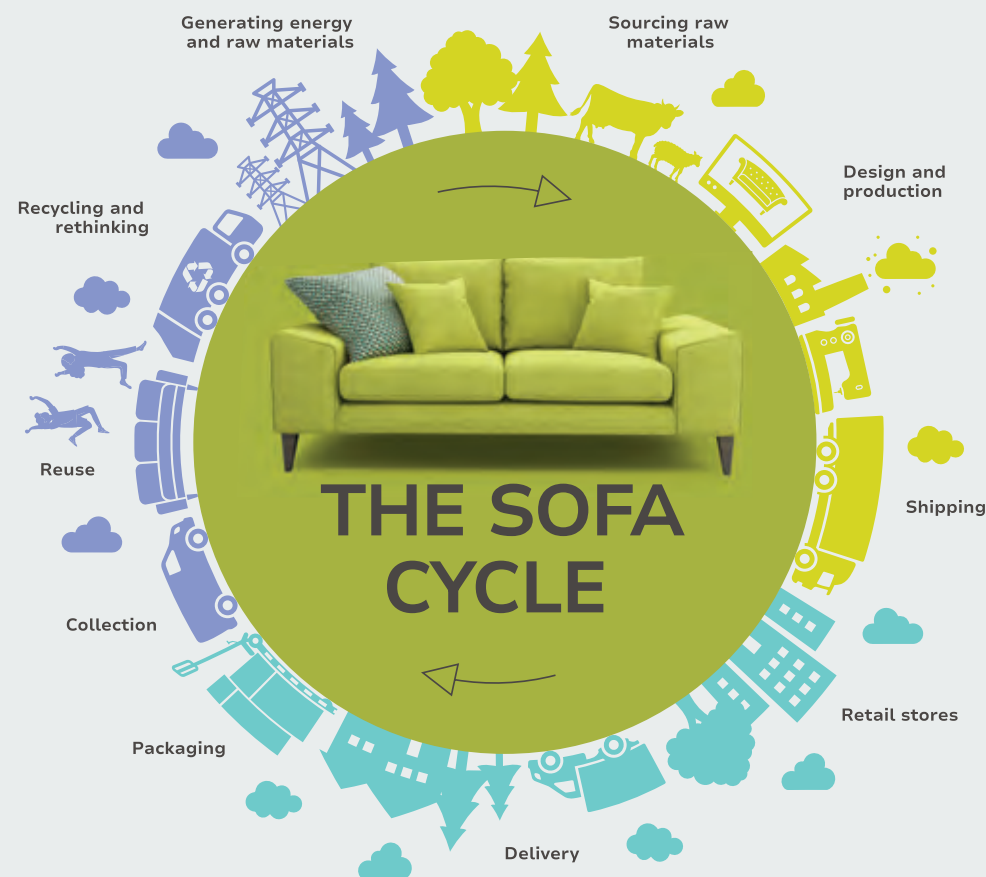 Generating energy
and raw materials
Sourcing raw
materials
Design and
production
Recycling and
rethinking
Reuse
Shipping
THE SOFA
CYCLE
Collection
Retail stores
Packaging
Delivery